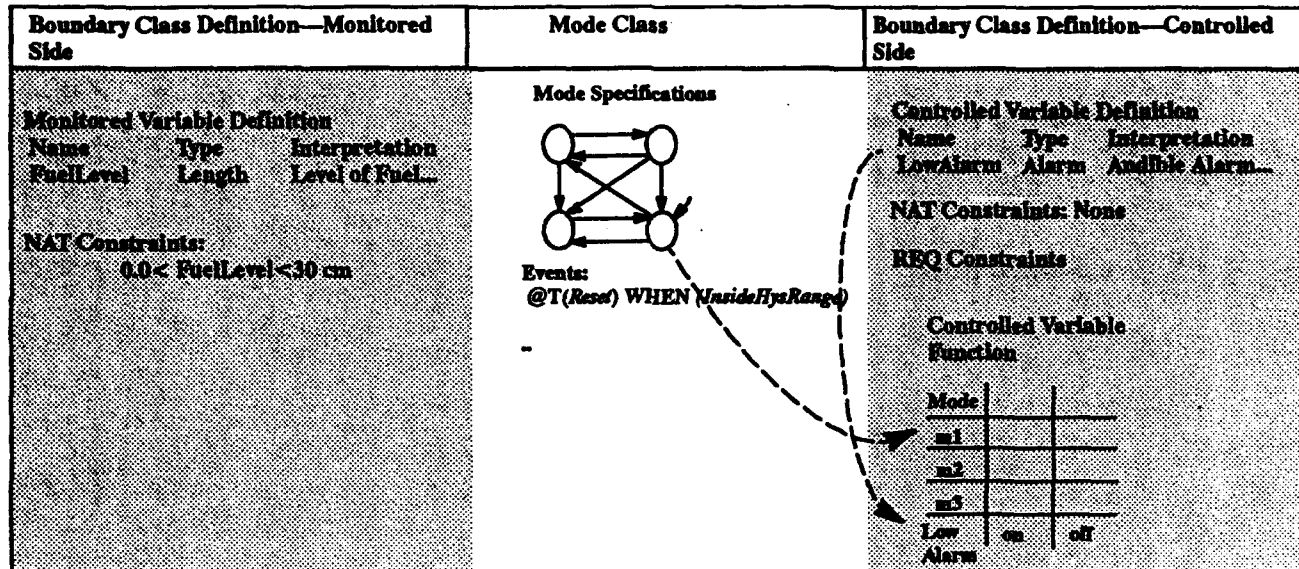 Boundary Class Definition—Monitored
Side
Mode Class
Boundary Class Definition—Controlled
Side
Monitored Variable Definition
Name Type Interpretation
FuelLevel Length Level of Fuel...
NAT Constraints:
0.0< FuelLevel<30 cm
Mode Specifications
Events:
@T(Reset) WHEN (InsideHysRange)
--
Controlled Variable Definition
Name Type Interpretation
LowAlarm Alarm Audible Alarm...
NAT Constraints: None
REQ Constraints
Controlled Variable
Function
Mode
m1
m2
m3
Low on off
Alarm